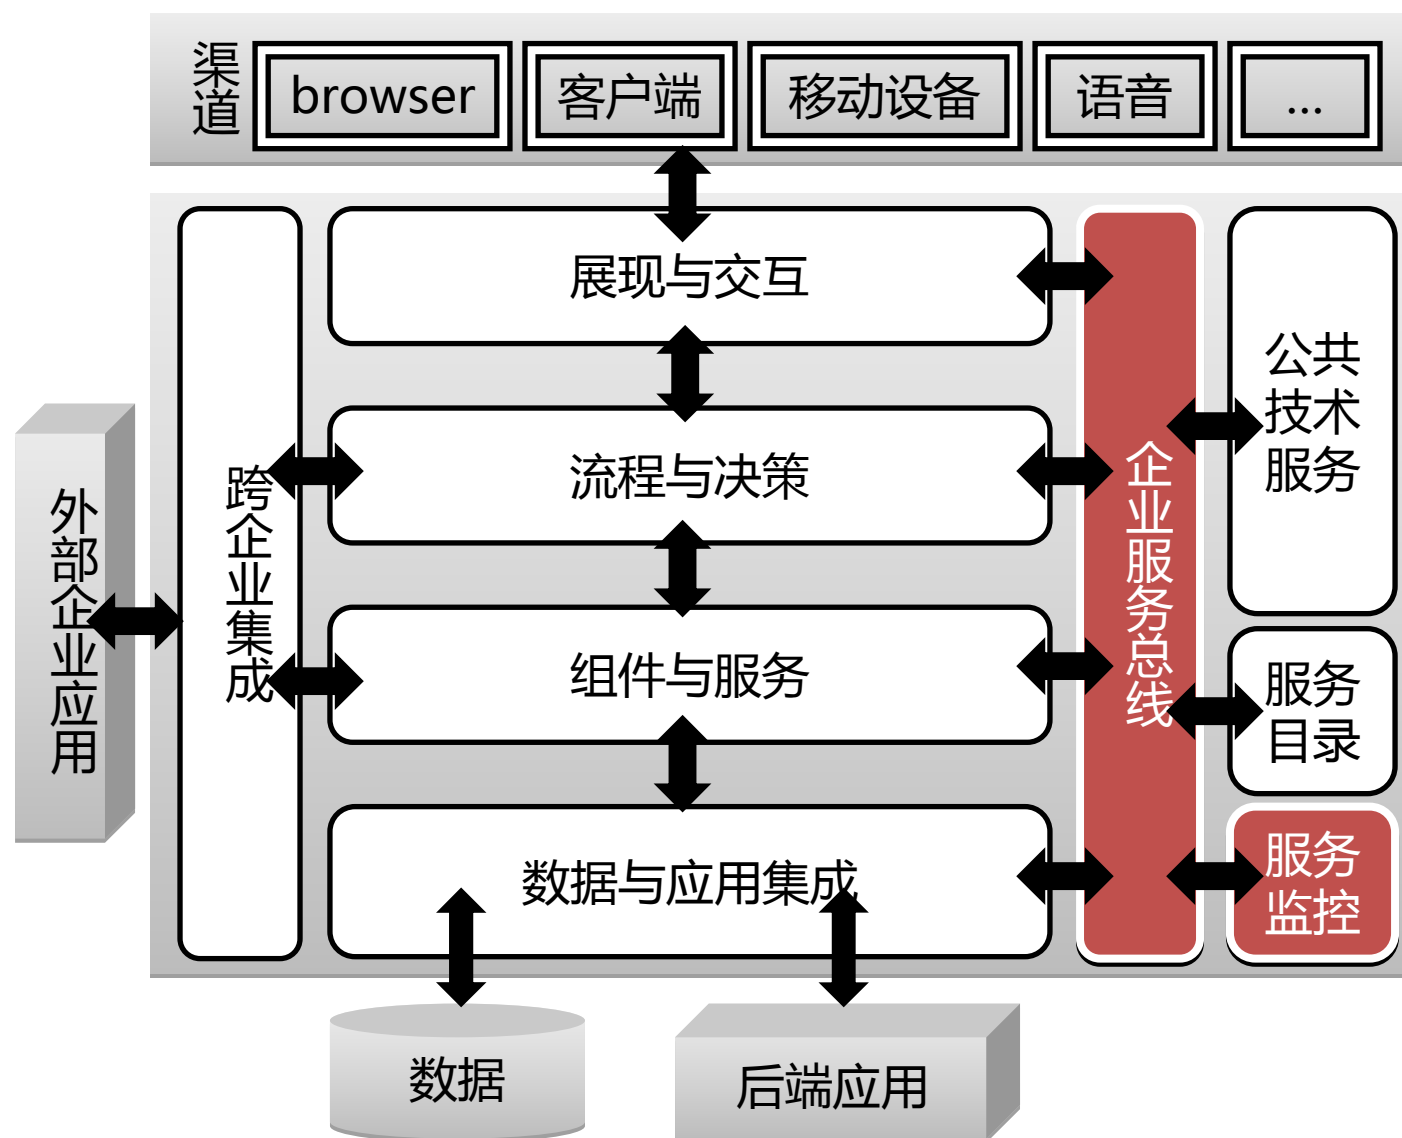 渠道
browser
客户端
移动设备
语音
...
展现与交互
流程与决策
组件与服务
数据与应用集成
跨企业集成
外部企业应用
企业服务总线
公共
技术
服务
服务
目录
服务
监控
数据
后端应用